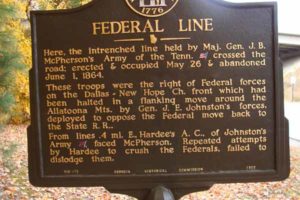 1776
FEDERAL LINE
Here, the intrenched line held by Maj. Gen. J. B.
McPherson's Army of the Tenn. crossed the
road; erected & occupied May 26 & abandoned
June 1, 1864.
These troops were the right of Federal forces
on the Dallas - New Hope Ch. front which had
been halted in a flanking move around the
Allatoona Mts. by Gen. J. E. Johnston's forces,
deployed to oppose the Federal move back to
the State R. R..
From lines .4 mi. E., Hardee's A. C., of Johnston's
Army faced McPherson. Repeated attempts
by Hardee to crush the Federals, failed to
dislodge them.
GEORGIA HISTORICAL COMMISSION